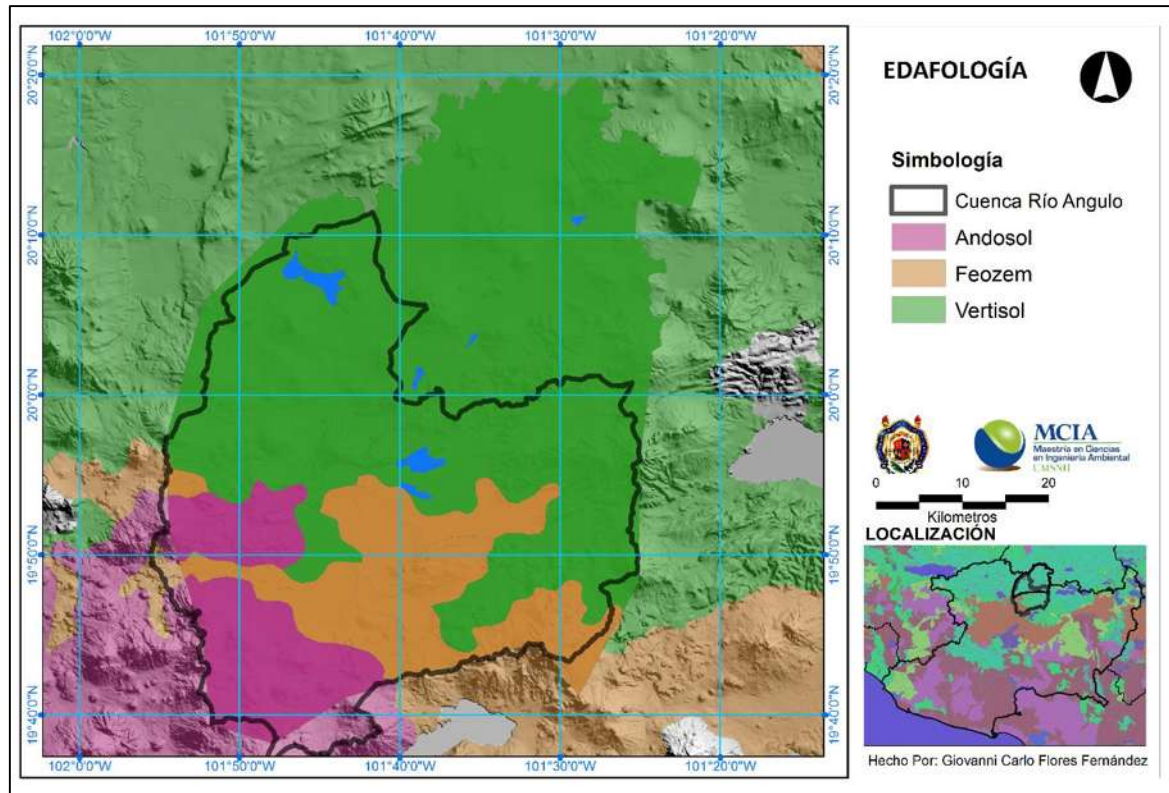 102°0'0"W 101°50'0"W 101°40'0"W 101°30'0"W 101°20'0"W
20°20'0"N 20°20'0"N
20°10'0"N 20°10'0"N
20°0'0"N 20°0'0"N
19°50'0"N 19°50'0"N
19°40'0"N 19°40'0"N
102°0'0"W 101°50'0"W 101°40'0"W 101°30'0"W 101°20'0"W
EDAFOLOGÍA
Simbología
Cuenca Río Angulo
Andosol
Feozem
Vertisol
MCIA
Maestría en Ciencias
en Ingeniería Ambiental
UMSNH
0 5 10 15 20
Kilometros
LOCALIZACIÓN
Hecho Por: Giovanni Carlo Flores Fernández